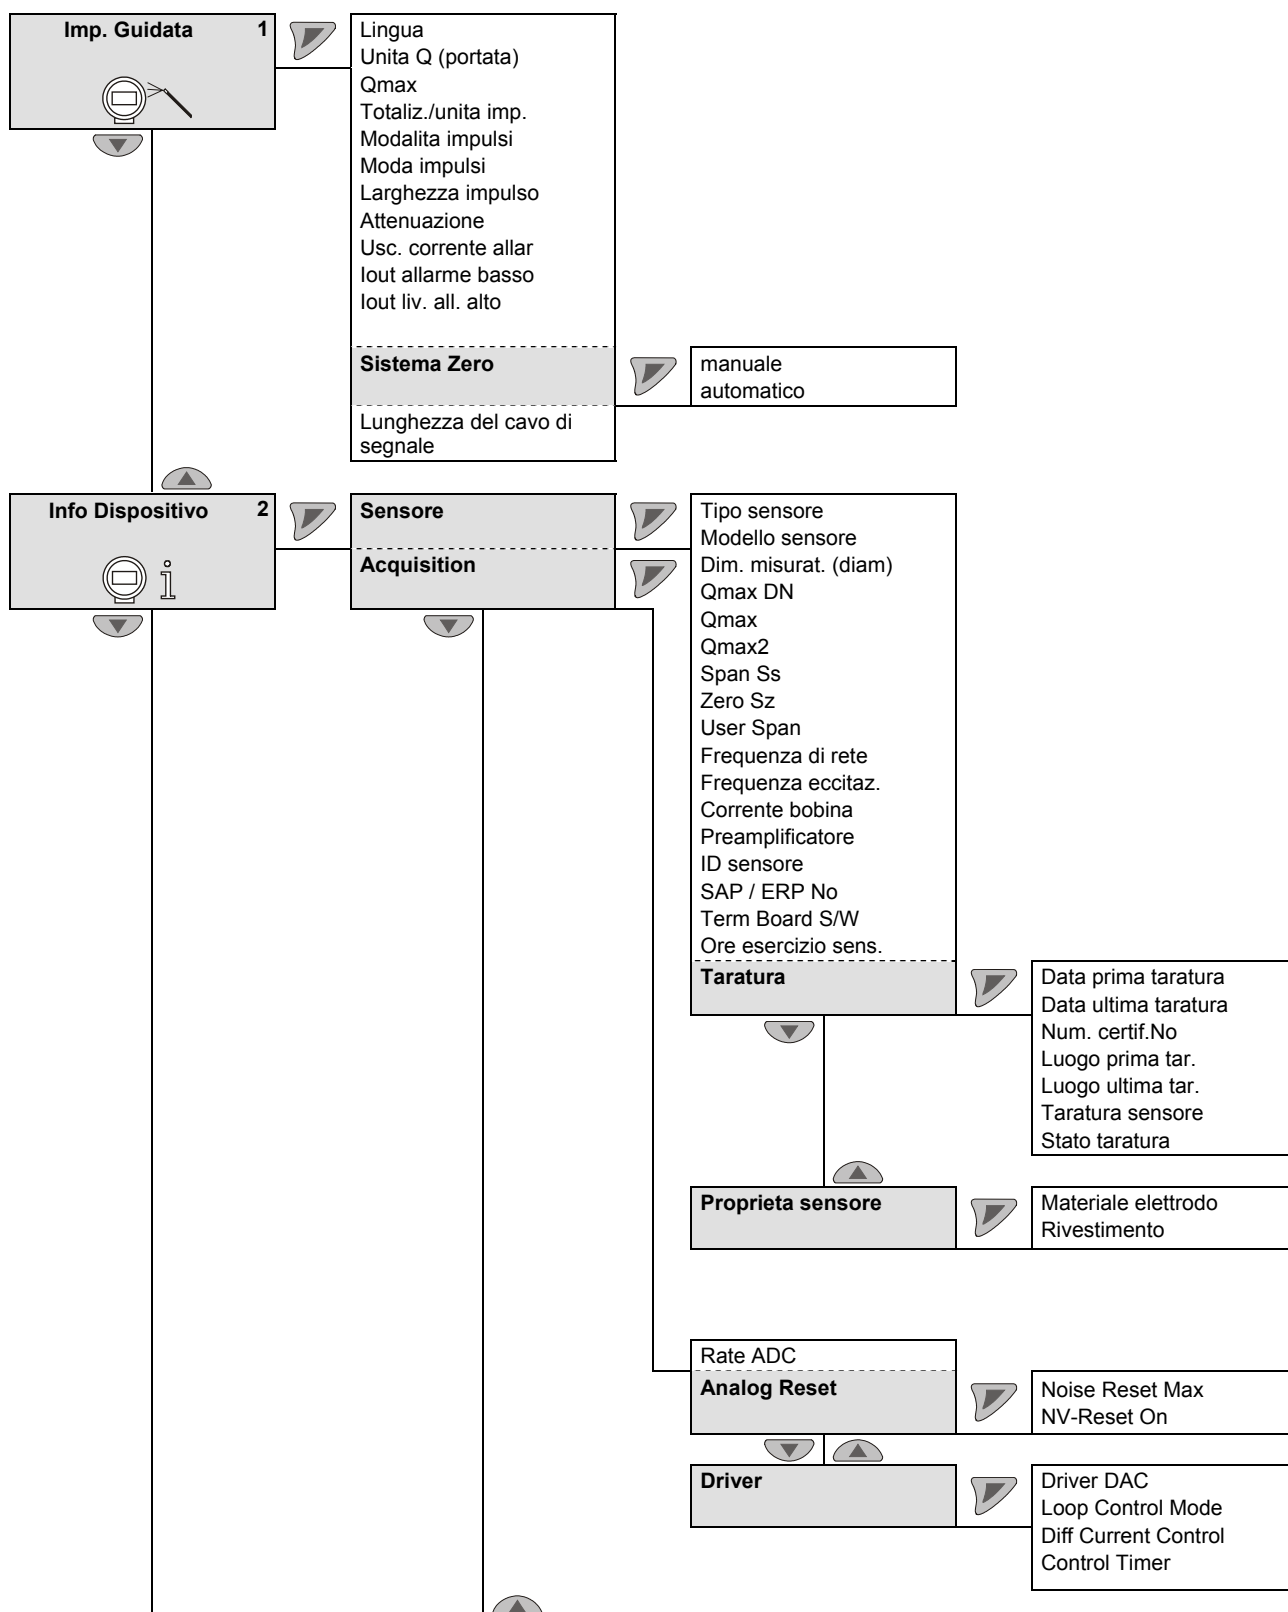 Imp. Guidata 1
Lingua
Unita Q (portata)
Qmax
Totaliz./unita imp.
Modalita impulsi
Moda impulsi
Larghezza impulso
Attenuazione
Usc. corrente allar
Iout allarme basso
Iout liv. all. alto
Sistema Zero
manuale
automatico
Lunghezza del cavo di
segnale
Info Dispositivo 2
Sensore
Acquisition
Tipo sensore
Modello sensore
Dim. misurat. (diam)
Qmax DN
Qmax
Qmax2
Span Ss
Zero Sz
User Span
Frequenza di rete
Frequenza eccitaz.
Corrente bobina
Preamplificatore
ID sensore
SAP / ERP No
Term Board S/W
Ore esercizio sens.
Taratura
Data prima taratura
Data ultima taratura
Num. certif.No
Luogo prima tar.
Luogo ultima tar.
Taratura sensore
Stato taratura
Proprieta sensore
Materiale elettrodo
Rivestimento
Rate ADC
Analog Reset
Noise Reset Max
NV-Reset On
Driver
Driver DAC
Loop Control Mode
Diff Current Control
Control Timer